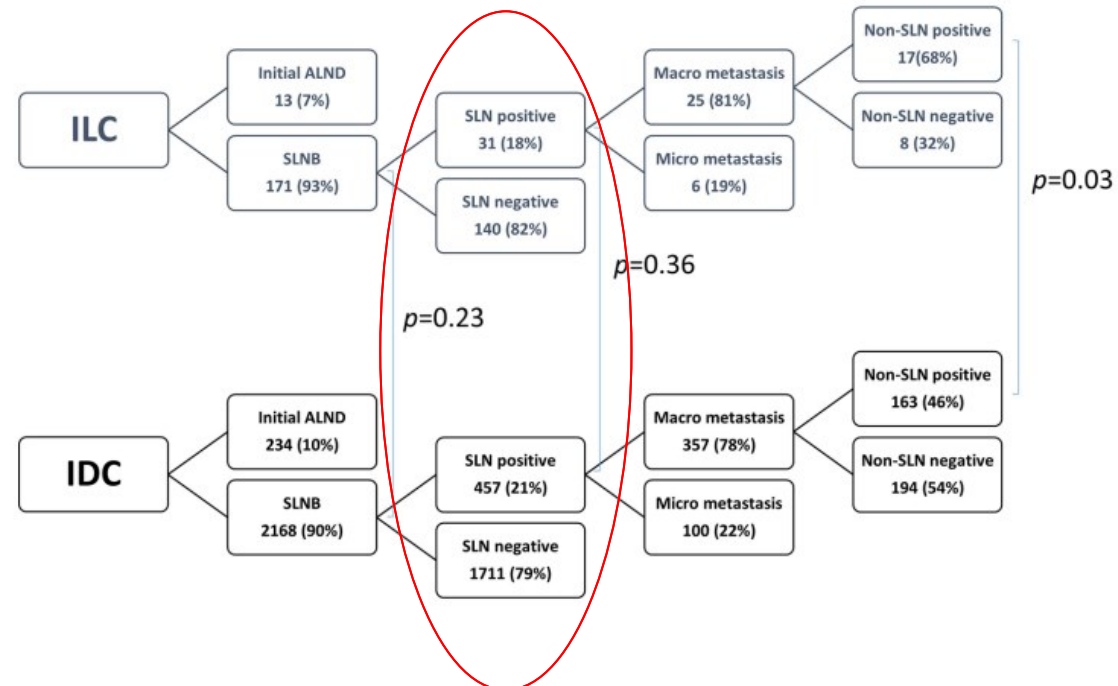 ILC
Initial ALND
13 (7%)
SLNB
171 (93%)
SLN positive
31 (18%)
SLN negative
140 (82%)
Macro metastasis
25 (81%)
Micro metastasis
6 (19%)
Non-SLN positive
17(68%)
Non-SLN negative
8 (32%)
p=0.03
p=0.36
p=0.23
IDC
Initial ALND
234 (10%)
SLNB
2168 (90%)
SLN positive
457 (21%)
SLN negative
1711 (79%)
Macro metastasis
357 (78%)
Micro metastasis
100 (22%)
Non-SLN positive
163 (46%)
Non-SLN negative
194 (54%)